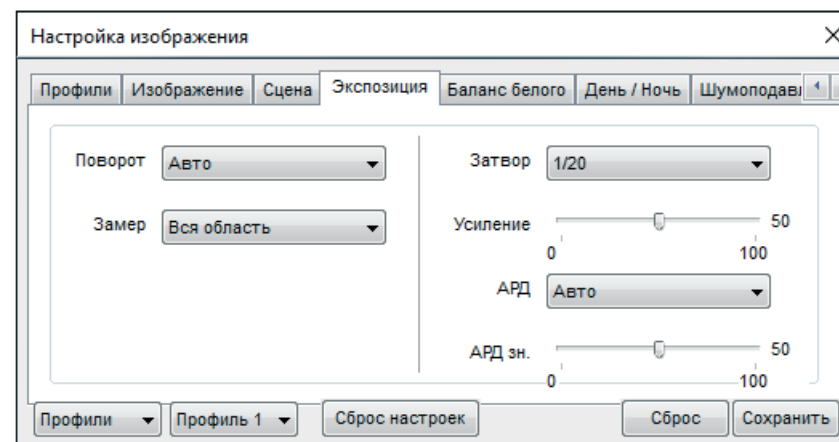 Настройка изображения
Профили Изображение Сцена Экспозиция Баланс белого День / Ночь Шумоподавл
Поворот Авто Затвор 1/20
Замер Вся область Усиление 50
0 100
АРД Авто
АРД зн. 50
0 100
Профили Профиль 1 Сброс настроек Сброс Сохранить